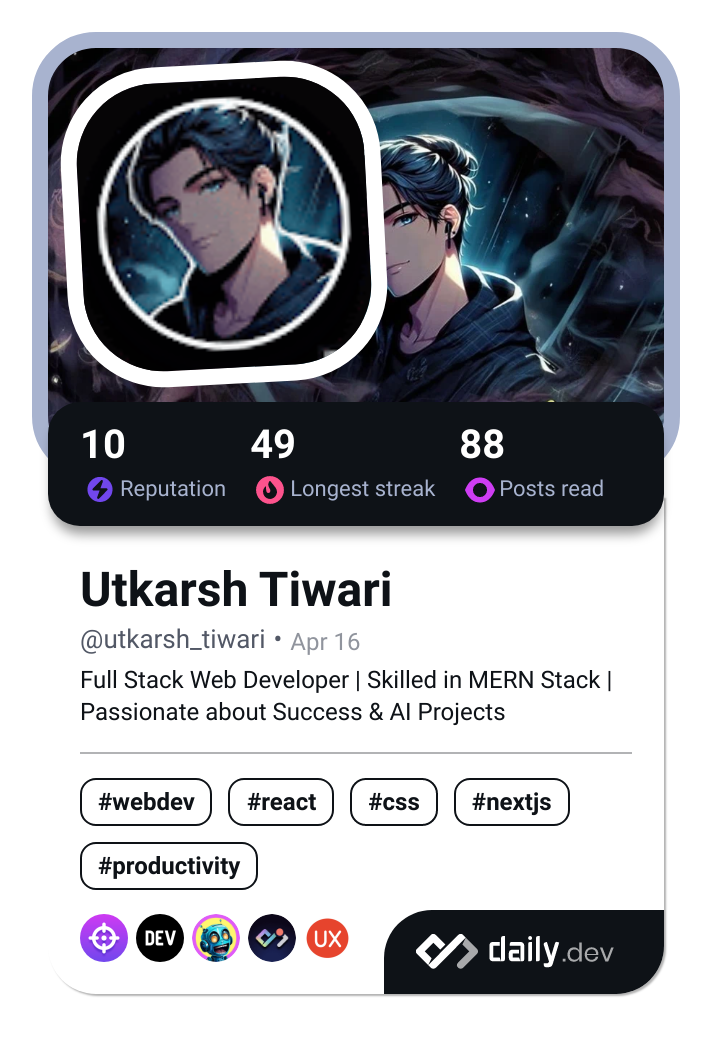 10 49 88
Reputation Longest streak Posts read
Utkarsh Tiwari
@utkarsh_tiwari • Apr 16
Full Stack Web Developer | Skilled in MERN Stack |
Passionate about Success & AI Projects
#webdev #react #css #nextjs
#productivity
DEV UX daily.dev